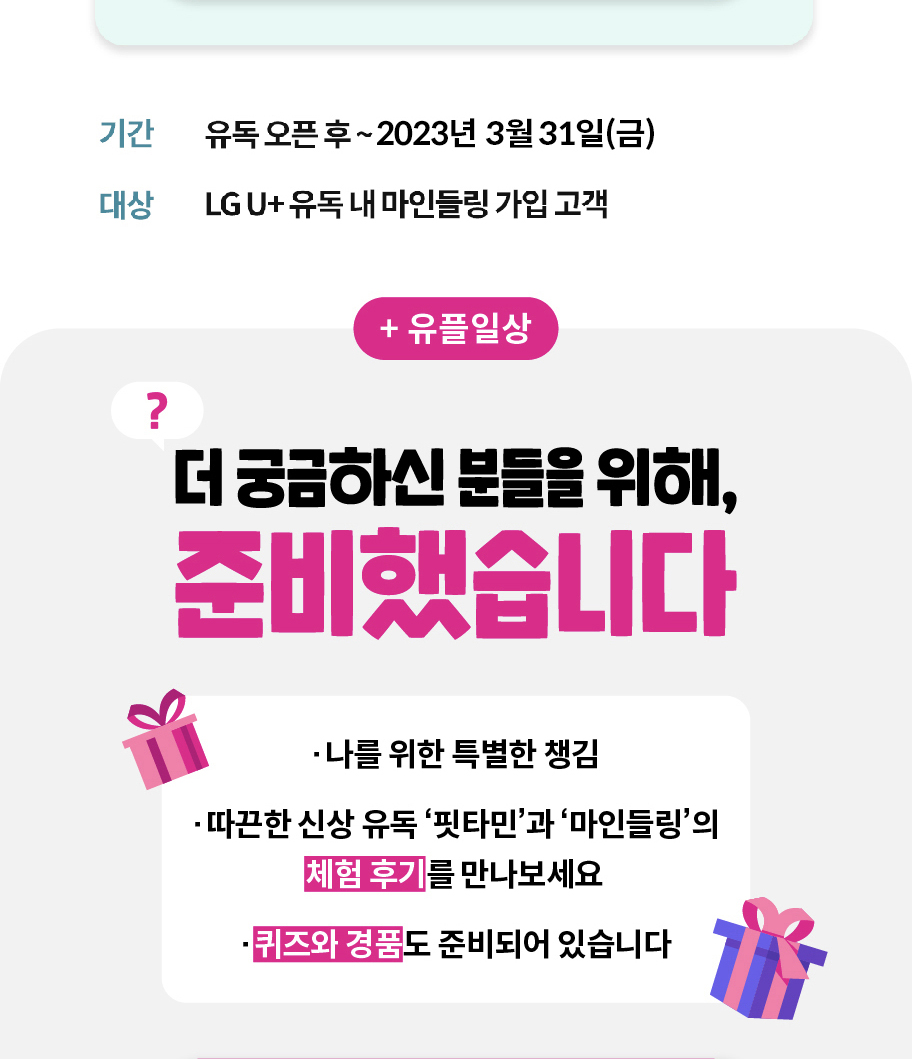 기간 유독 오픈 후 ~ 2023년 3월 31일(금)
대상 LG U+ 유독 내 마인들링 가입 고객
+ 유플일상
?
더 궁금하신 분들을 위해,
준비했습니다
· 나를 위한 특별한 챙김
· 따끈한 신상 유독 ‘핏타민’과 ‘마인들링’의
체험 후기를 만나보세요
· 퀴즈와 경품도 준비되어 있습니다